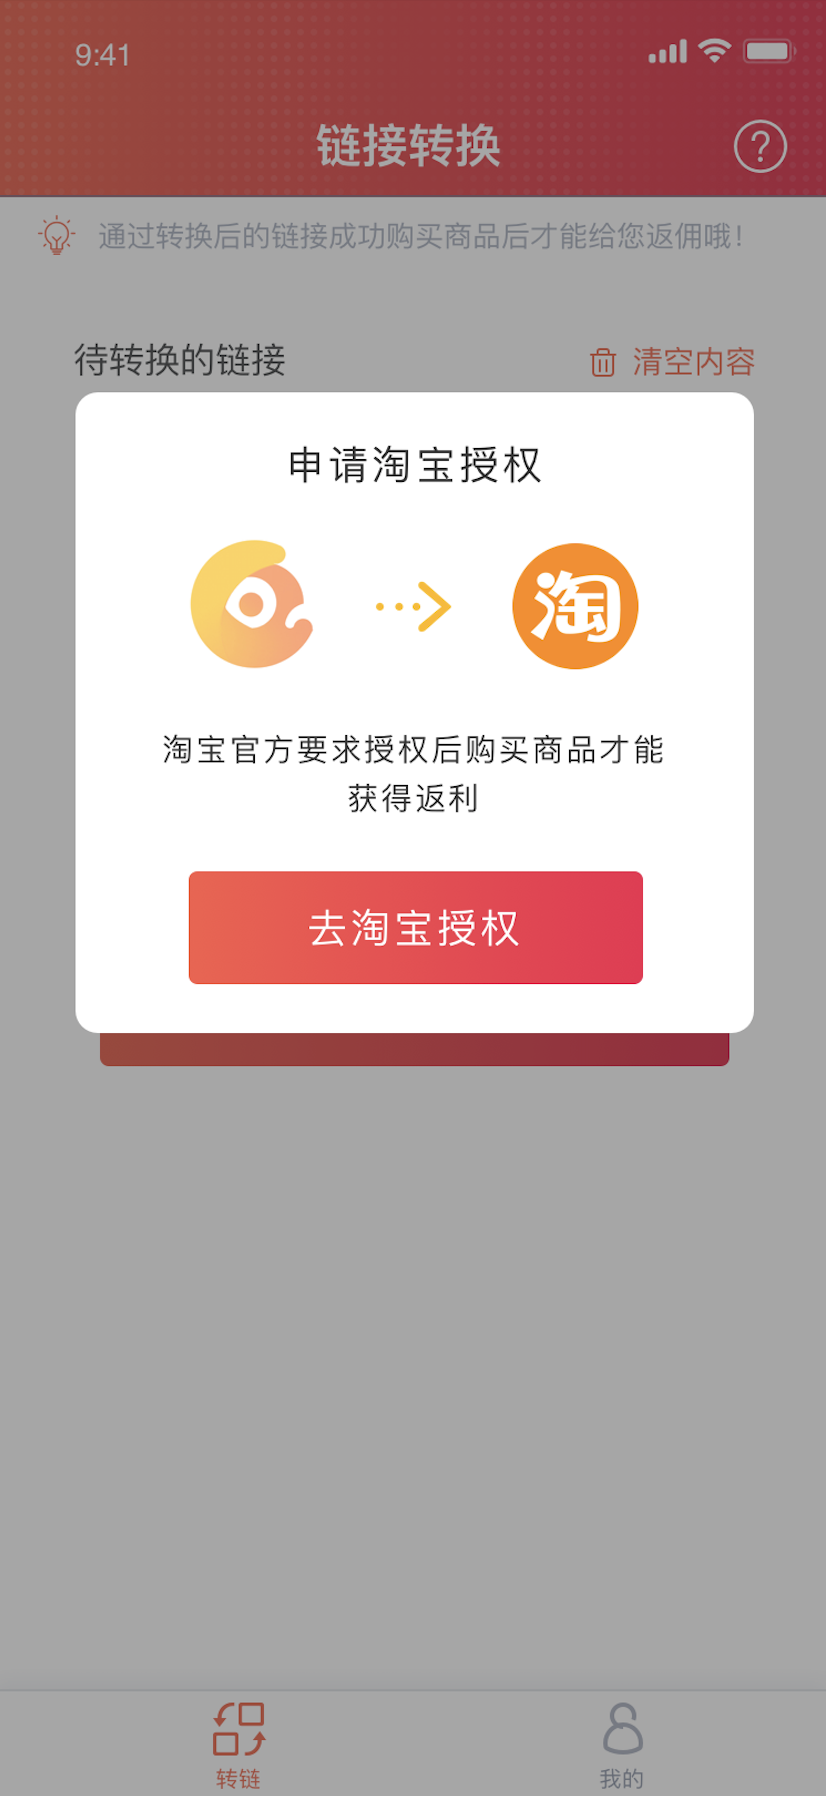 9:41
链接转换
?
通过转换后的链接成功购买商品后才能给您返佣哦！
待转换的链接
清空内容
申请淘宝授权
淘
淘宝官方要求授权后购买商品才能
获得返利
去淘宝授权
转链
我的